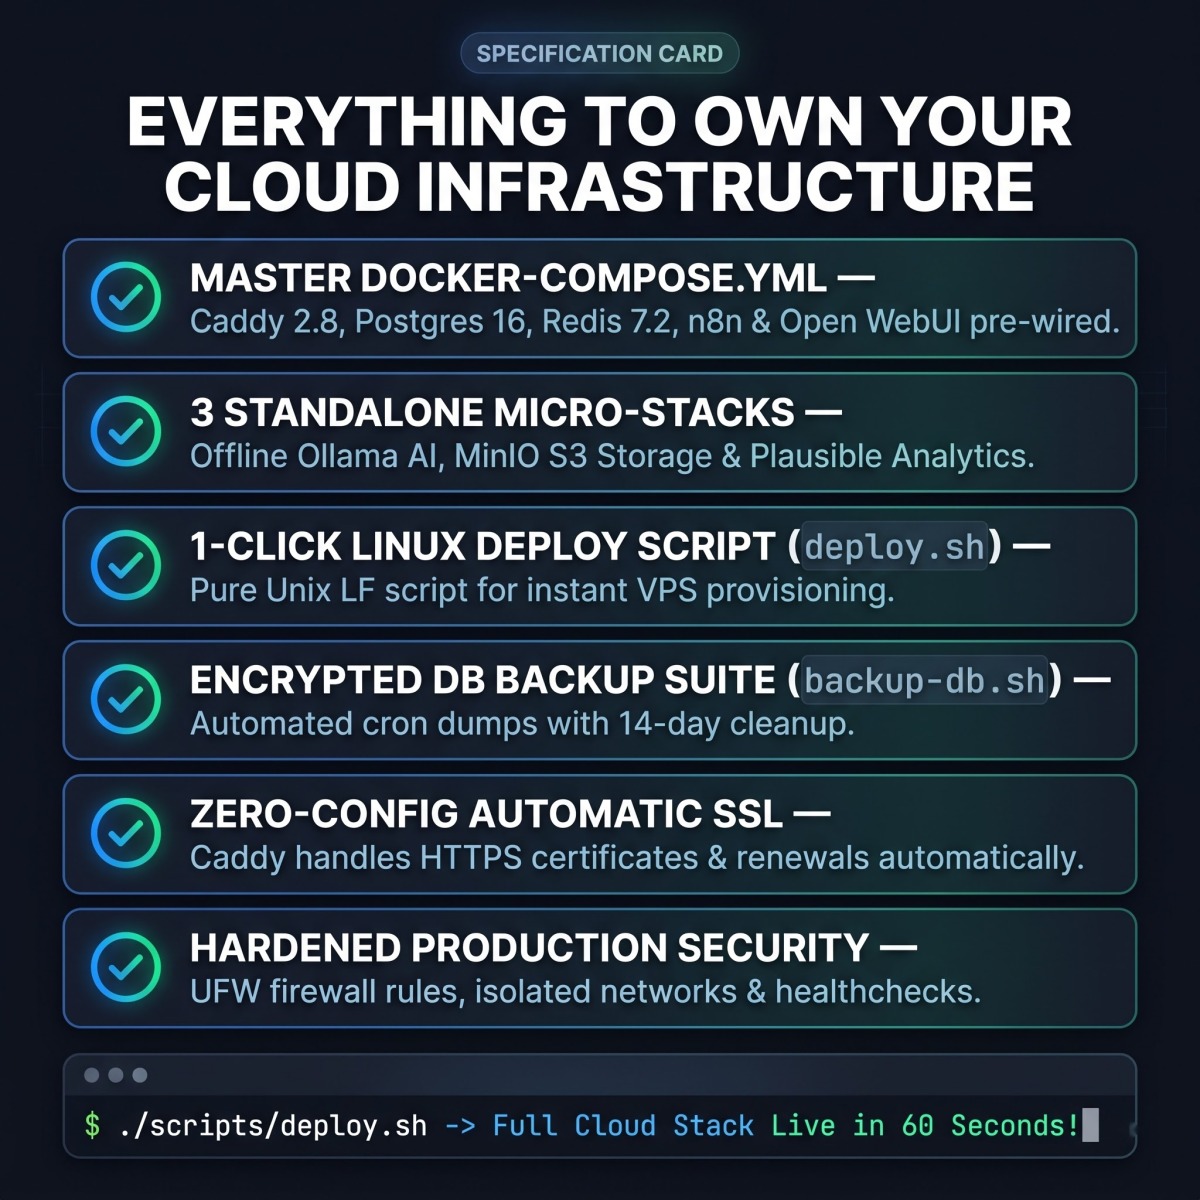 SPECIFICATION CARD
EVERYTHING TO OWN YOUR
CLOUD INFRASTRUCTURE
MASTER DOCKER-COMPOSE.YML —
Caddy 2.8, Postgres 16, Redis 7.2, n8n & Open WebUI pre-wired.
3 STANDALONE MICRO-STACKS —
Offline Ollama AI, MinIO S3 Storage & Plausible Analytics.
1-CLICK LINUX DEPLOY SCRIPT (deploy.sh) —
Pure Unix LF script for instant VPS provisioning.
ENCRYPTED DB BACKUP SUITE (backup-db.sh) —
Automated cron dumps with 14-day cleanup.
ZERO-CONFIG AUTOMATIC SSL —
Caddy handles HTTPS certificates & renewals automatically.
HARDENED PRODUCTION SECURITY —
UFW firewall rules, isolated networks & healthchecks.
$ ./scripts/deploy.sh -> Full Cloud Stack Live in 60 Seconds!